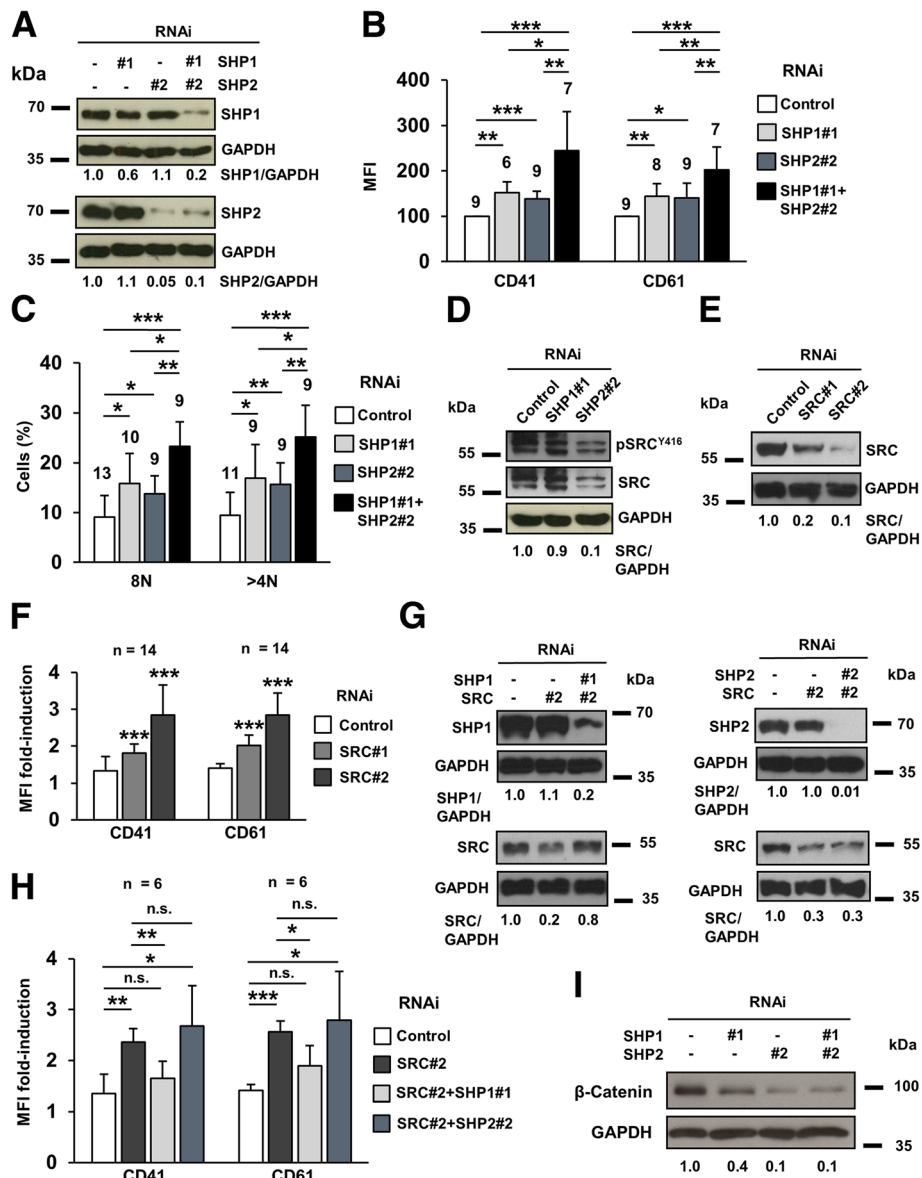 A
RNAi
kDa
- #1 - #1 SHP1
- - #2 #2 SHP2
70
SHP1
GAPDH
35
1.0 0.6 1.1 0.2 SHP1/GAPDH
70
SHP2
GAPDH
35
1.0 1.1 0.05 0.1 SHP2/GAPDH
B
*** ***
* **
** **
400 7
*** * 7
** **
300
9 6 9 9 8 9
200
100
0
MFI
CD41 CD61
RNAi
Control
SHP1#1
SHP2#2
SHP1#1+
SHP2#2
C
*** ***
* *
** **
40
* ** 9 9
* *
30
13 10 9 11 9 9
20
10
0
Cells (%)
8N >4N
RNAi
Control
SHP1#1
SHP2#2
SHP1#1+
SHP2#2
D
RNAi
Control SHP1#1 SHP2#2
kDa
55
pSRCY416
55
SRC
35
GAPDH
1.0 0.9 0.1 SRC/
GAPDH
E
RNAi
Control SRC#1 SRC#2
kDa
55
SRC
35
GAPDH
1.0 0.2 0.1 SRC/
GAPDH
F
n = 14 n = 14
4
*** ***
*** ***
3
2
1
0
MFI fold-induction
CD41 CD61
RNAi
Control
SRC#1
SRC#2
G
RNAi
SHP1 - - #1 kDa
SRC - #2 #2
SHP1 70
GAPDH 35
SHP1/ 1.0 1.1 0.2
GAPDH
SRC 55
GAPDH 35
SRC/ 1.0 0.2 0.8
GAPDH
RNAi
SHP2 - - #2 kDa
SRC - #2 #2
SHP2 70
GAPDH 35
SHP2/ 1.0 1.0 0.01
GAPDH
SRC 55
GAPDH 35
SRC/ 1.0 0.3 0.3
GAPDH
H
n = 6 n = 6
n.s. n.s.
** *
* *
n.s. n.s.
** ***
4
3
2
1
0
MFI fold-induction
CD41 CD61
RNAi
Control
SRC#2
SRC#2+SHP1#1
SRC#2+SHP2#2
I
RNAi
SHP1 - #1 - #1
SHP2 - - #2 #2 kDa
β-Catenin 100
GAPDH 35
1.0 0.4 0.1 0.1